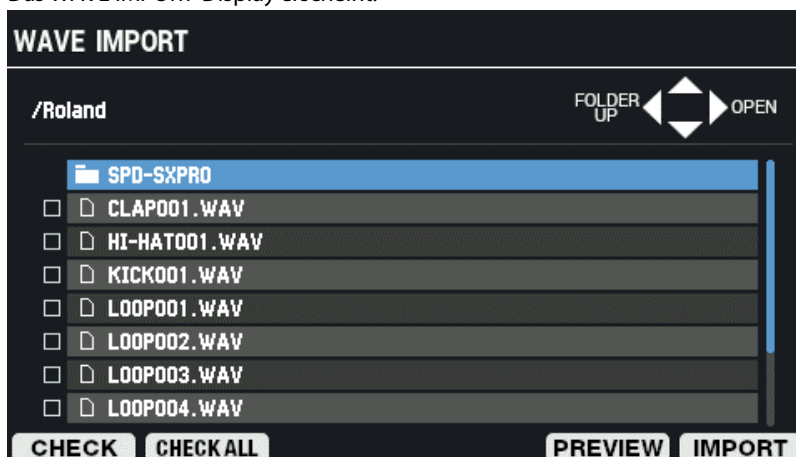 Das WAVE IMPORT-Display erscheint.
WAVE IMPORT
/Roland
FOLDER UP
OPEN
SPD-SXPRO
CLAP001.WAV
HI-HAT001.WAV
KICK001.WAV
LOOP001.WAV
LOOP002.WAV
LOOP003.WAV
LOOP004.WAV
CHECK CHECK ALL PREVIEW IMPORT